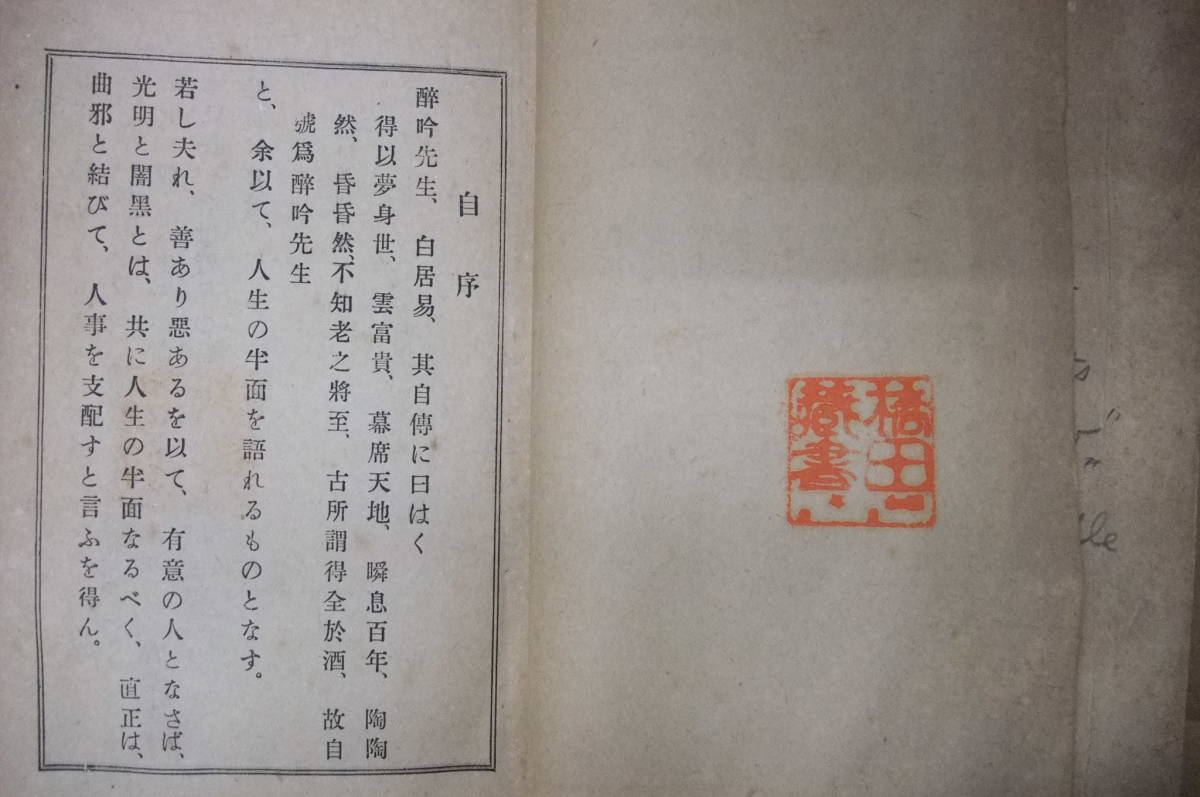 自序
醉吟先生、白居易、其自傳に曰はく
得以夢身世、雲富貴、幕席天地、瞬息百年、陶陶
然、昏昏然、不知老之將至、古所謂得全於酒、故自
號爲醉吟先生
と、余以て、人生の半面を語れるものとなす。
若し夫れ、善あり惡あるを以て、有意の人となさば、
光明と闇黑とは、共に人生の半面なるべく、直正は、
曲邪と結びて、人事を支配すと言ふを得ん。